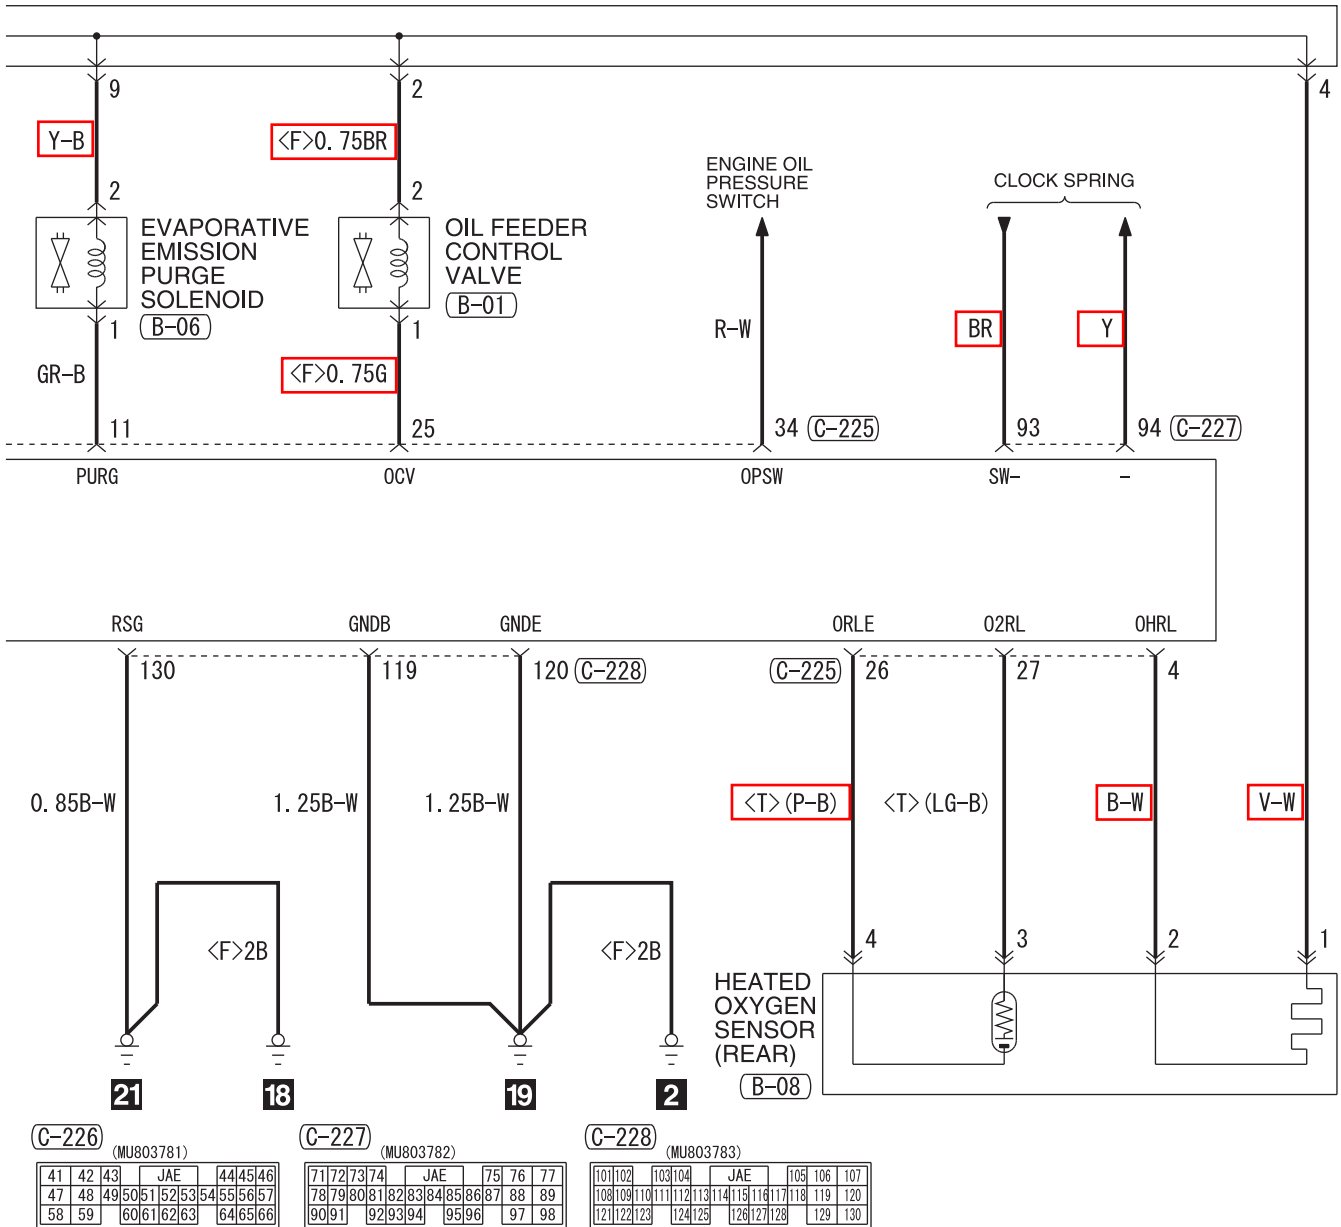 9
2
4
Y-B
<F>0.75BR
2
2
ENGINE OIL
PRESSURE
SWITCH
CLOCK SPRING
EVAPORATIVE
EMISSION
PURGE
SOLENOID
B-06
OIL FEEDER
CONTROL
VALVE
B-01
1
1
R-W
BR
Y
GR-B
<F>0.75G
11
25
34 C-225
93
94 C-227
PURG
OCV
OPSW
SW-
-
RSG
GNDB
GNDE
ORLE
O2RL
OHRL
130
119
120 C-228
C-225 26
27
4
0.85B-W
1.25B-W
1.25B-W
<T>(P-B)
<T>(LG-B)
B-W
V-W
<F>2B
<F>2B
4
3
2
1
HEATED
OXYGEN
SENSOR
(REAR)
B-08
21
18
19
2
C-226
(MU803781)
41 42 43 JAE 44 45 46
47 48 49 50 51 52 53 54 55 56 57
58 59 60 61 62 63 64 65 66
C-227
(MU803782)
71 72 73 74 JAE 75 76 77
78 79 80 81 82 83 84 85 86 87 88 89
90 91 92 93 94 95 96 97 98
C-228
(MU803783)
101 102 103 104 JAE 105 106 107
108 109 110 111 112 113 114 115 116 117 118 119 120
121 122 123 124 125 126 127 128 129 130